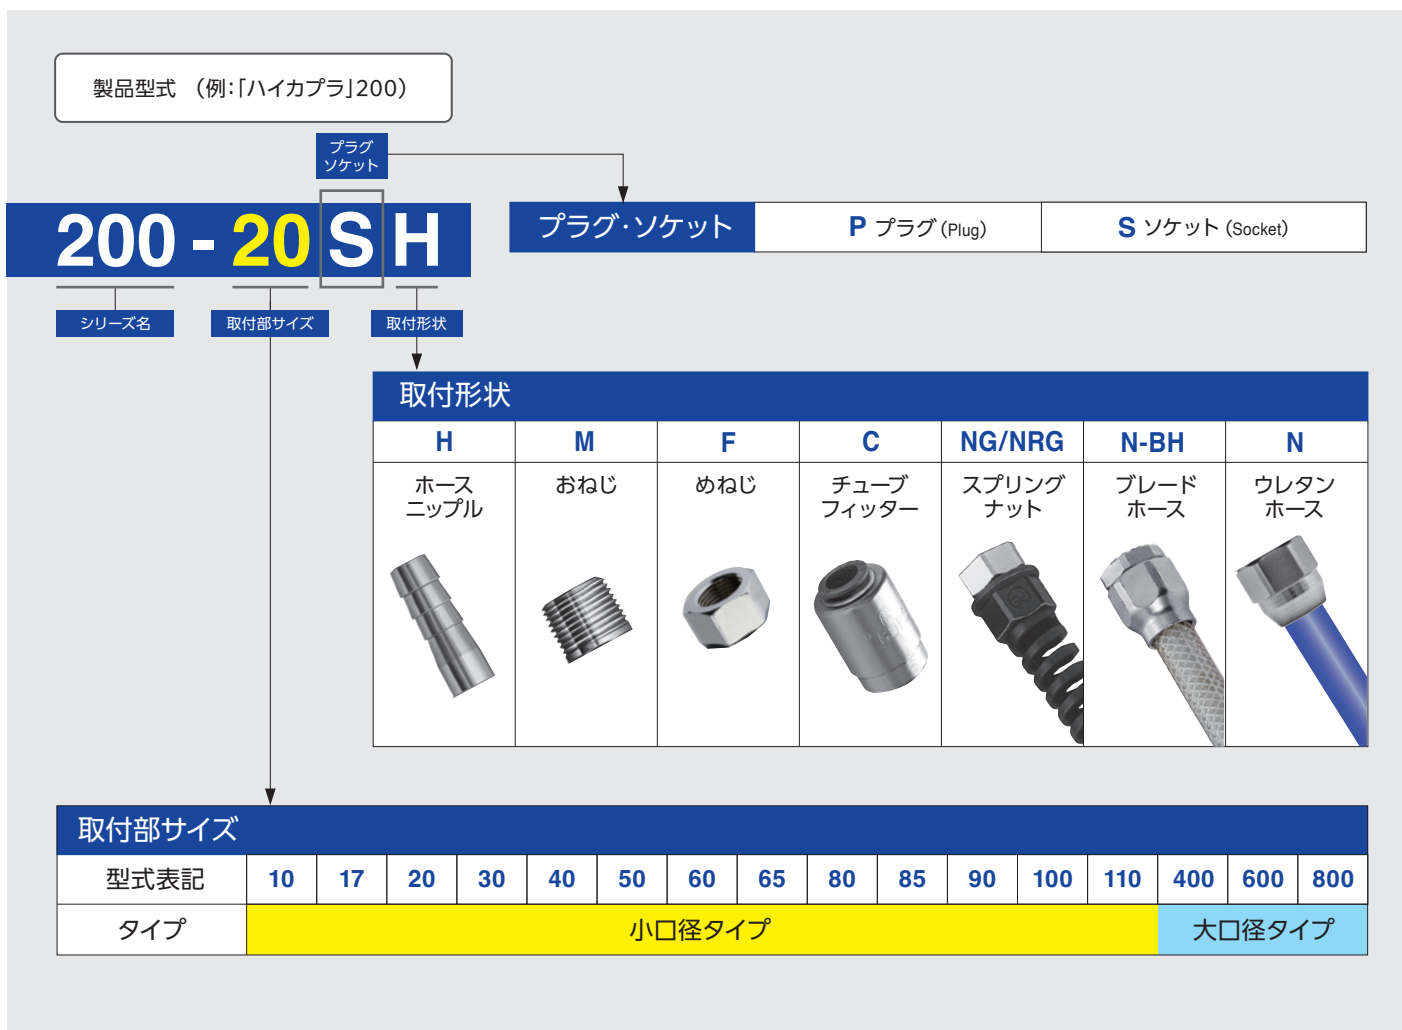 製品型式 (例:「ハイカプラ」200)
プラグ
ソケット
200 - 20 S H
シリーズ名
取付部サイズ
取付形状
プラグ・ソケット
P プラグ (Plug)
S ソケット (Socket)
取付形状
H M F C NG/NRG N-BH N
ホース
ニップル
おねじ
めねじ
チューブ
フィッター
スプリング
ナット
ブレード
ホース
ウレタン
ホース
取付部サイズ
型式表記 10 17 20 30 40 50 60 65 80 85 90 100 110 400 600 800
タイプ 小口径タイプ 大口径タイプ